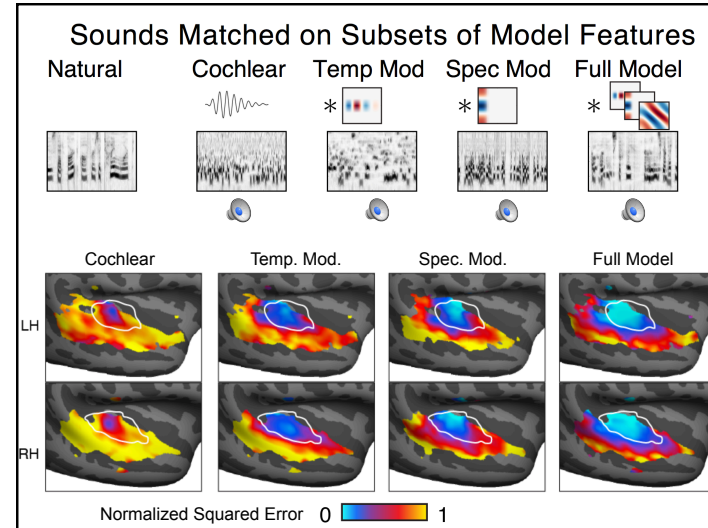 Sounds Matched on Subsets of Model Features
Natural Cochlear Temp Mod Spec Mod Full Model
* * *
Cochlear Temp. Mod. Spec. Mod. Full Model
LH
RH
Normalized Squared Error 0 1